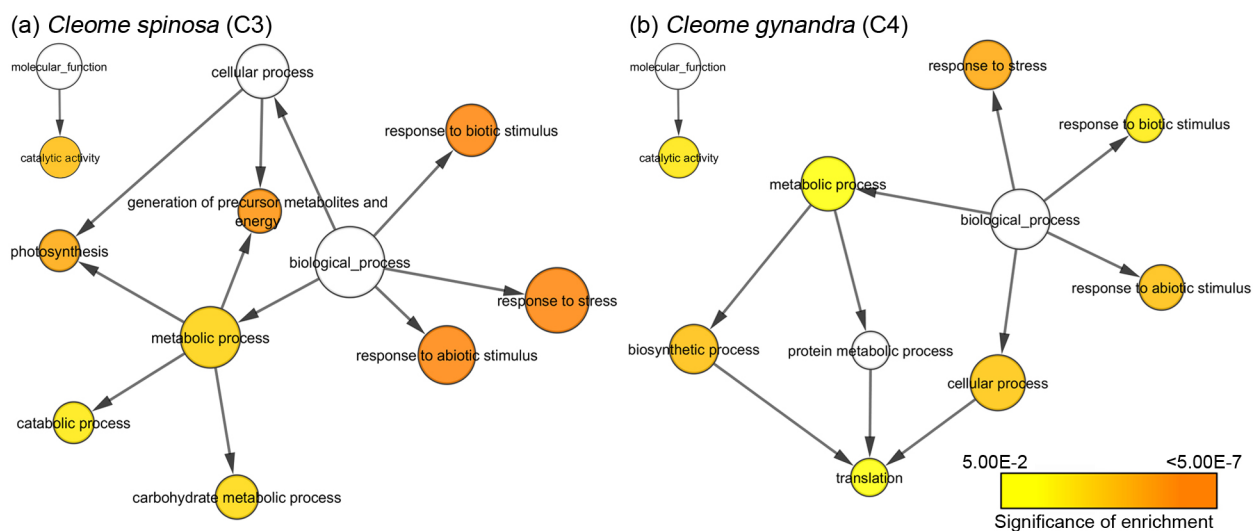 (a) Cleome spinosa (C3)
molecular_function
catalytic activity
cellular process
response to biotic stimulus
generation of precursor metabolites and
energy
photosynthesis
biological_process
response to stress
metabolic process
response to abiotic stimulus
catabolic process
carbohydrate metabolic process
(b) Cleome gynandra (C4)
molecular_function
catalytic activity
response to stress
response to biotic stimulus
metabolic process
biological_process
response to abiotic stimulus
biosynthetic process
protein metabolic process
cellular process
translation
5.00E-2
<5.00E-7
Significance of enrichment